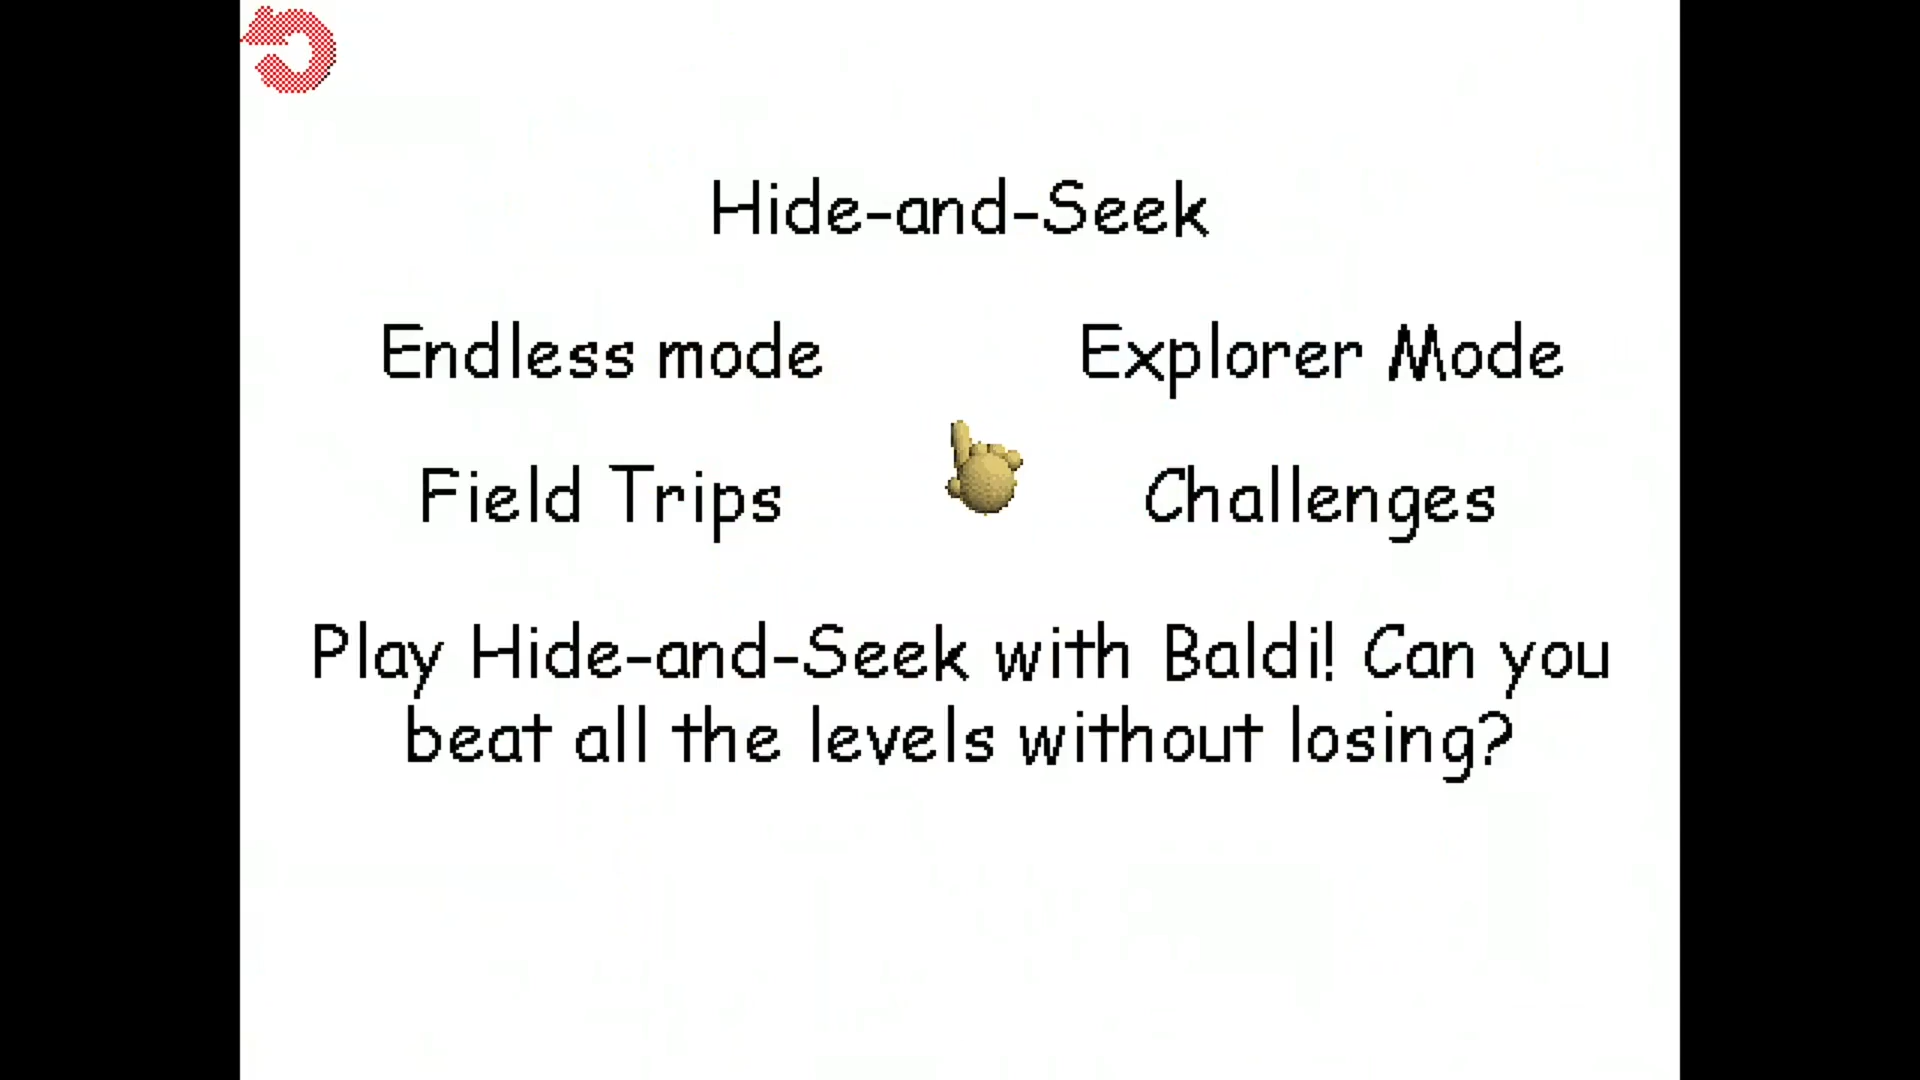 Hide-and-Seek
Endless mode
Explorer Mode
Field Trips
Challenges
Play Hide-and-Seek with Baldi! Can you
beat all the levels without losing?